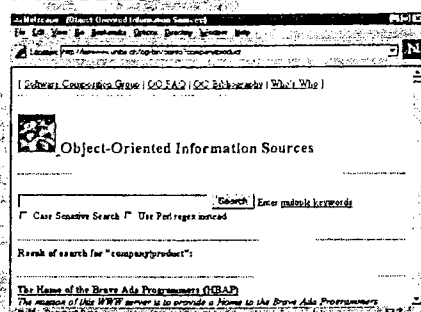 Netscape - [Object Oriented Information Sources]
File Edit View Go Bookmarks Options Directory Window Help
Location:
[ Software Composition Group | OO FAQ | OO Bibliography | Who's Who ]
Object-Oriented Information Sources
Search Enter multiple keywords
Case Sensitive Search Use Perl regex instead
Result of search for "company|product":
The Home of the Brave Ada Programmers (HBAP)
The mission of this WWW server is to provide a Home to the Brave Ada Programmers